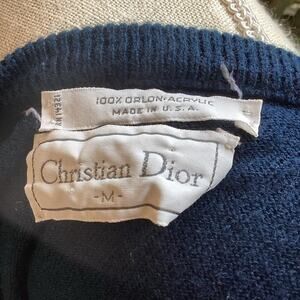 100% ORLON·ACRYLIC
MADE IN U.S.A.
Christian Dior
-M-